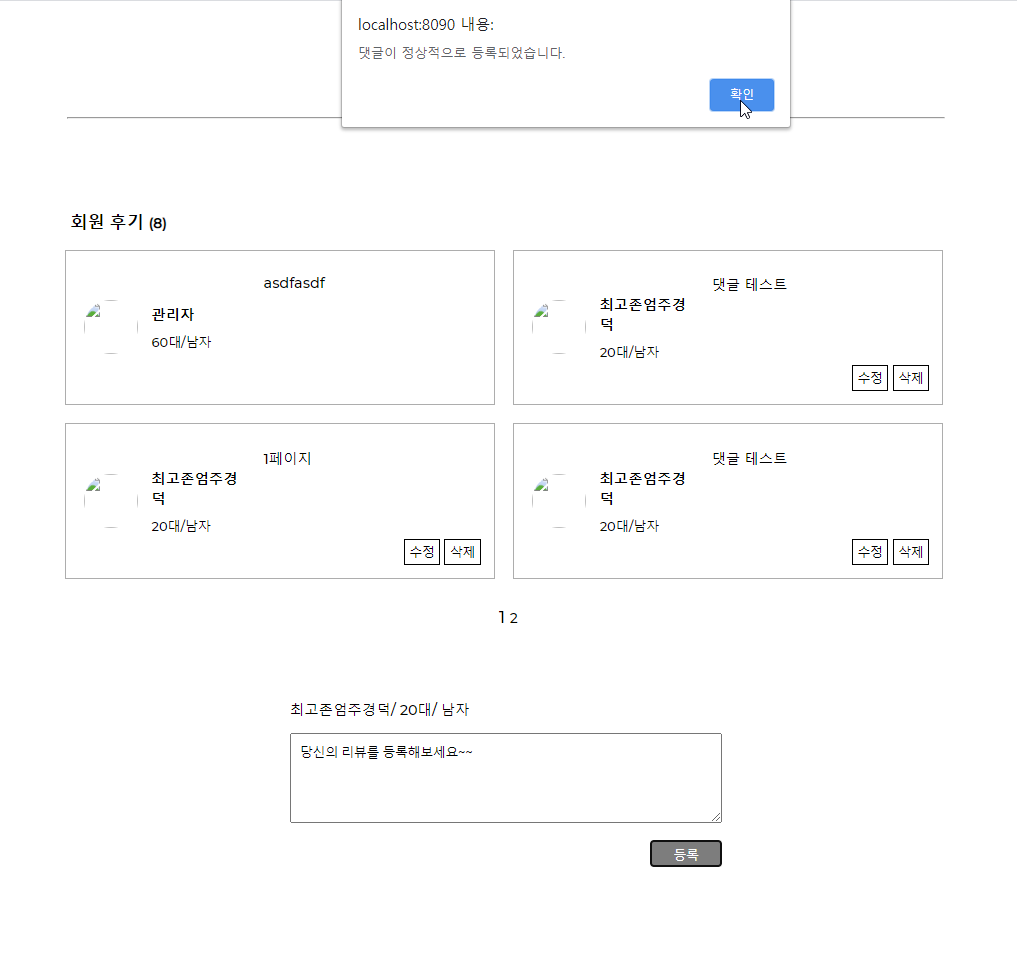 localhost:8090 내용:
댓글이 정상적으로 등록되었습니다.
확인
회원 후기 (8)
asdfasdf
관리자
60대/남자
댓글 테스트
최고존엄주경
덕
20대/남자
수정 삭제
1페이지
최고존엄주경
덕
20대/남자
수정 삭제
댓글 테스트
최고존엄주경
덕
20대/남자
수정 삭제
1 2
최고존엄주경덕/ 20대/ 남자
당신의 리뷰를 등록해보세요~~
등록